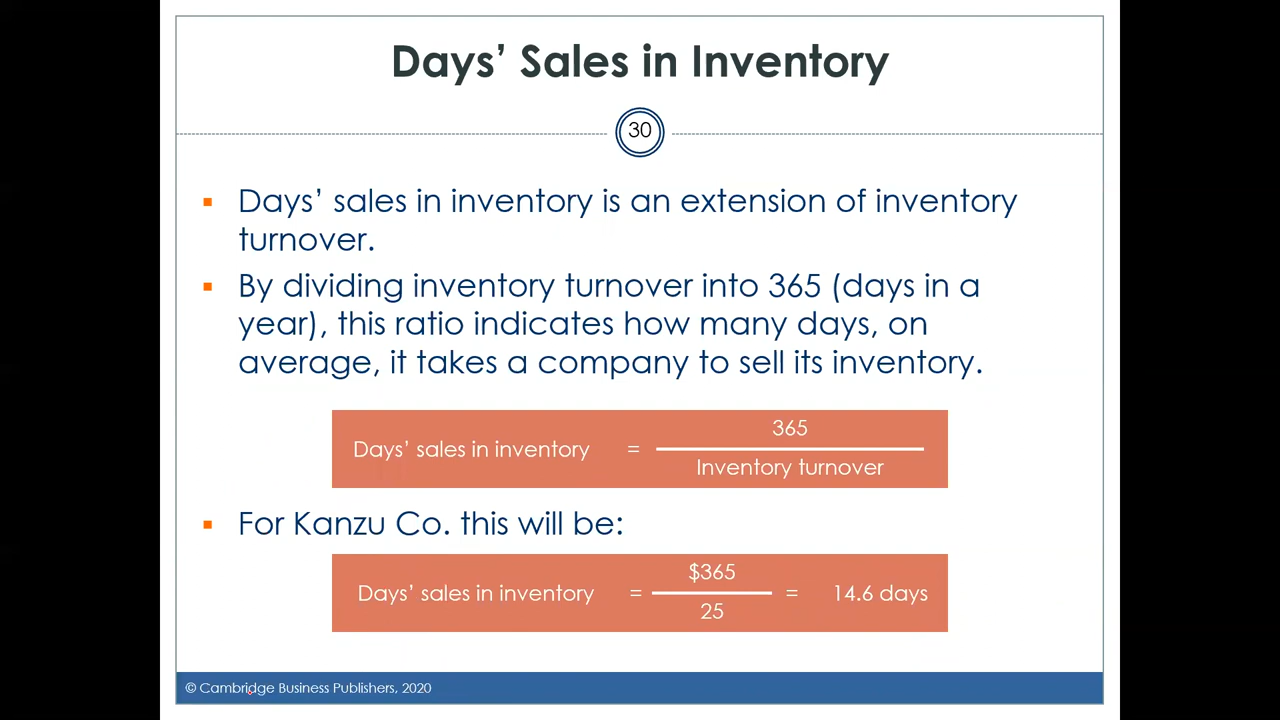 Days’ Sales in Inventory
30
▪ Days’ sales in inventory is an extension of inventory
turnover.
▪ By dividing inventory turnover into 365 (days in a
year), this ratio indicates how many days, on
average, it takes a company to sell its inventory.
365
Days’ sales in inventory =
Inventory turnover
▪ For Kanzu Co. this will be:
$365
Days’ sales in inventory = = 14.6 days
25
© Cambridge Business Publishers, 2020